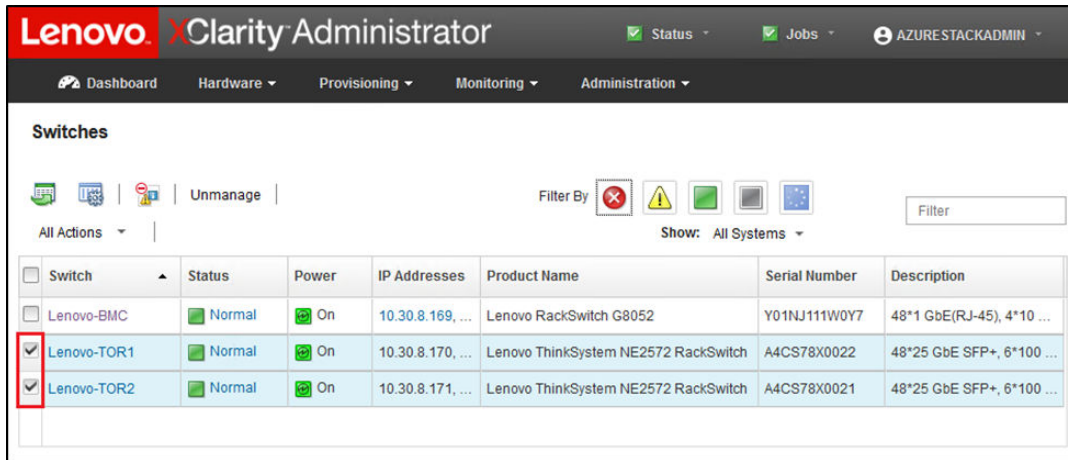 Lenovo. XClarity Administrator Status Jobs AZURESTACKADMIN
Dashboard Hardware Provisioning Monitoring Administration
Switches
Unmanage Filter By Filter
All Actions Show: All Systems
Switch Status Power IP Addresses Product Name Serial Number Description
Lenovo-BMC Normal On 10.30.8.169, ... Lenovo RackSwitch G8052 Y01NJ111W0Y7 48*1 GbE(RJ-45), 4*10 ...
Lenovo-TOR1 Normal On 10.30.8.170, ... Lenovo ThinkSystem NE2572 RackSwitch A4CS78X0022 48*25 GbE SFP+, 6*100 ...
Lenovo-TOR2 Normal On 10.30.8.171, ... Lenovo ThinkSystem NE2572 RackSwitch A4CS78X0021 48*25 GbE SFP+, 6*100 ...